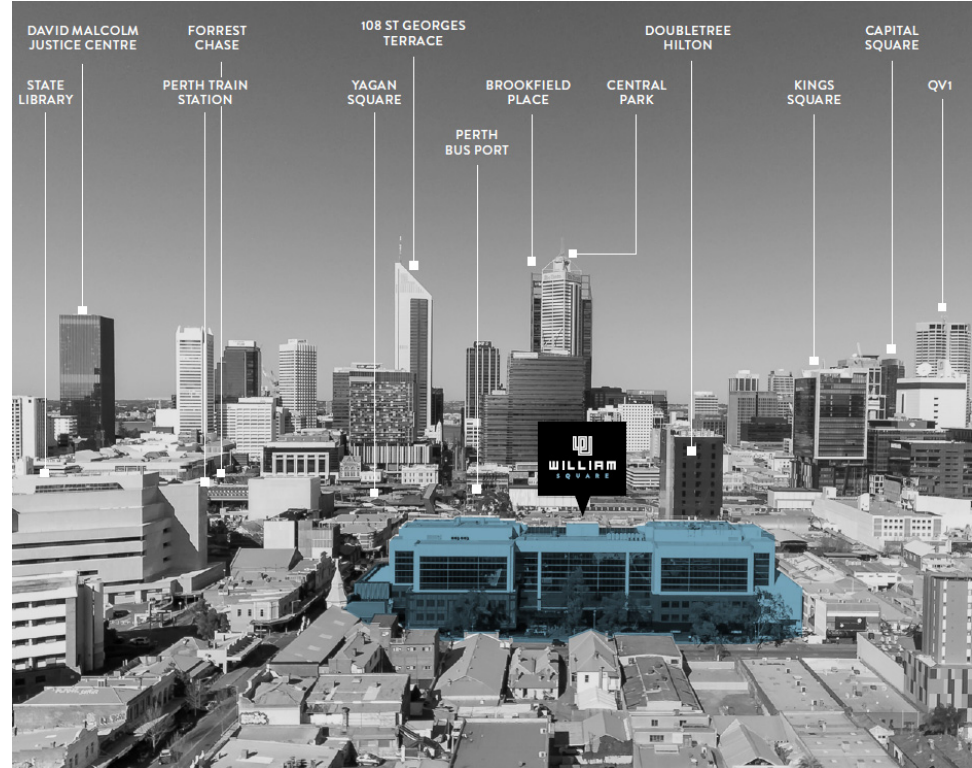 DAVID MALCOLM
JUSTICE CENTRE
FORREST
CHASE
108 ST GEORGES
TERRACE
DOUBLETREE
HILTON
CAPITAL
SQUARE
STATE
LIBRARY
PERTH TRAIN
STATION
YAGAN
SQUARE
BROOKFIELD
PLACE
CENTRAL
PARK
KINGS
SQUARE
QV1
PERTH
BUS PORT
WILLIAM
SQUARE